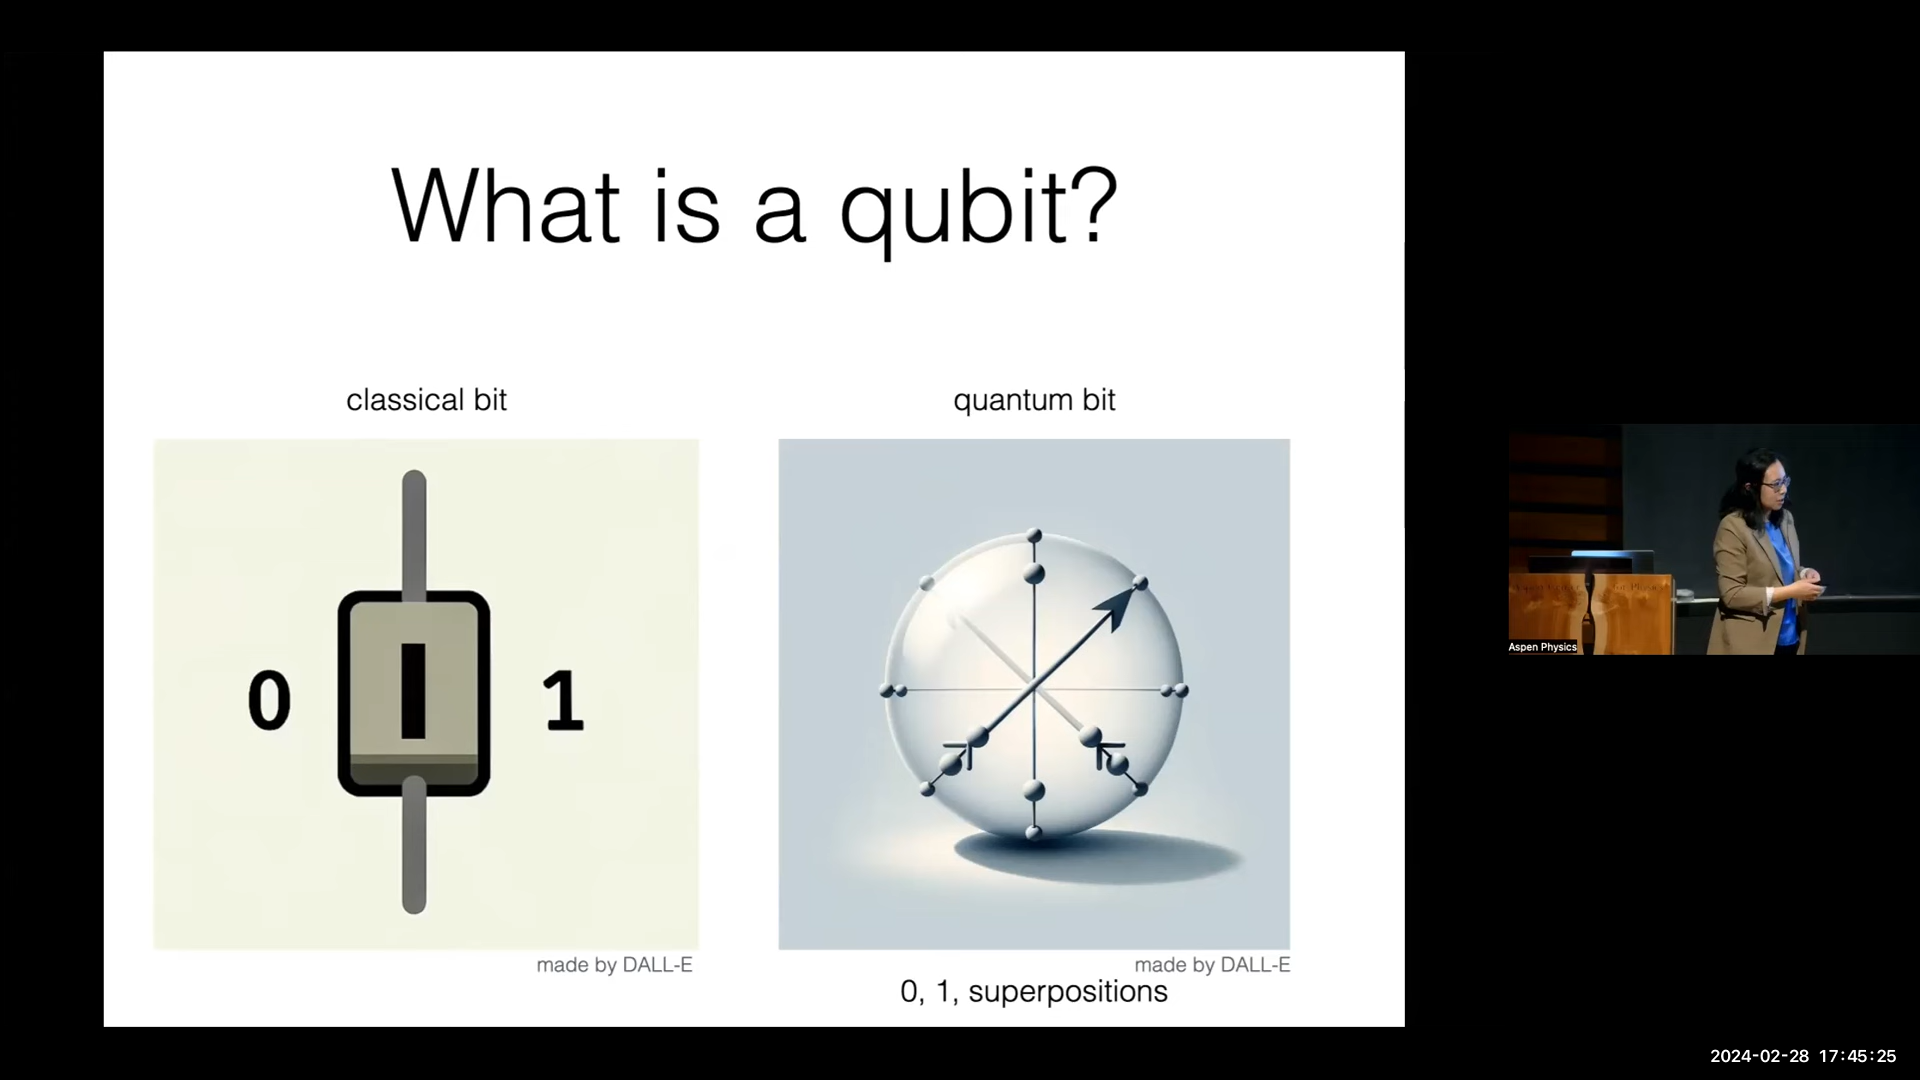 What is a qubit?
classical bit
quantum bit
0
1
made by DALL-E
made by DALL-E
0, 1, superpositions
Aspen Physics
2024-02-28 17:45:25